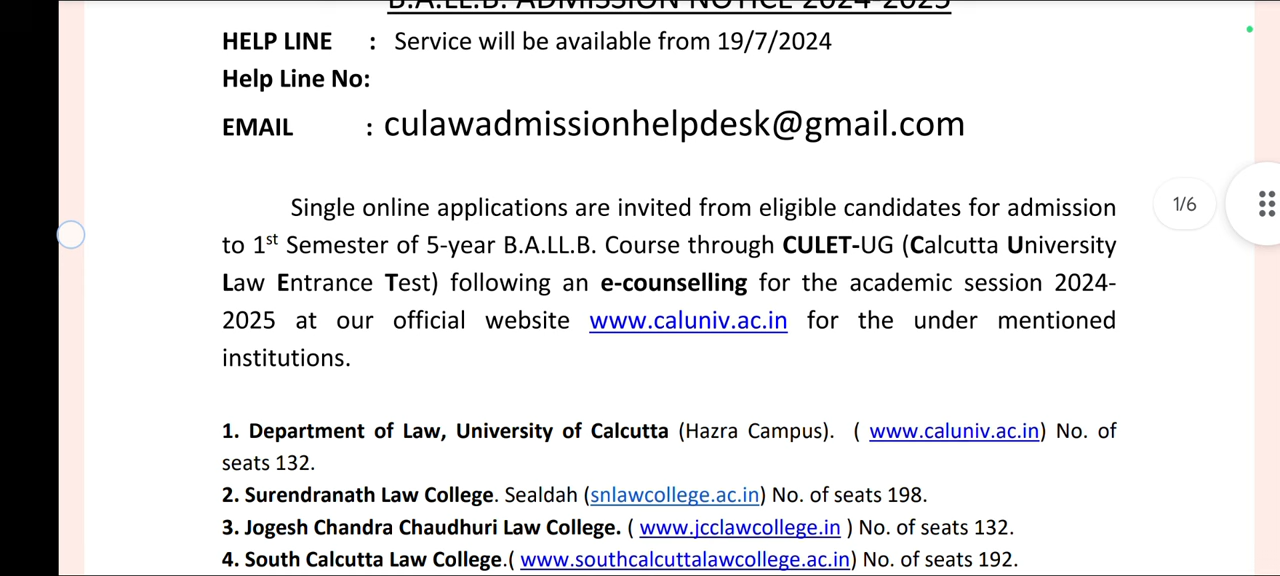 B.A.LL.B. ADMISSION NOTICE 2024-2025
HELP LINE : Service will be available from 19/7/2024
Help Line No:
EMAIL : culawadmissionhelpdesk@gmail.com
Single online applications are invited from eligible candidates for admission
to 1st Semester of 5-year B.A.LL.B. Course through CULET-UG (Calcutta University
Law Entrance Test) following an e-counselling for the academic session 2024-
2025 at our official website www.caluniv.ac.in for the under mentioned
institutions.
1/6
1. Department of Law, University of Calcutta (Hazra Campus). ( www.caluniv.ac.in) No. of
seats 132.
2. Surendranath Law College. Sealdah (snlawcollege.ac.in) No. of seats 198.
3. Jogesh Chandra Chaudhuri Law College. ( www.jcclawcollege.in ) No. of seats 132.
4. South Calcutta Law College.( www.southcalcuttalawcollege.ac.in) No. of seats 192.